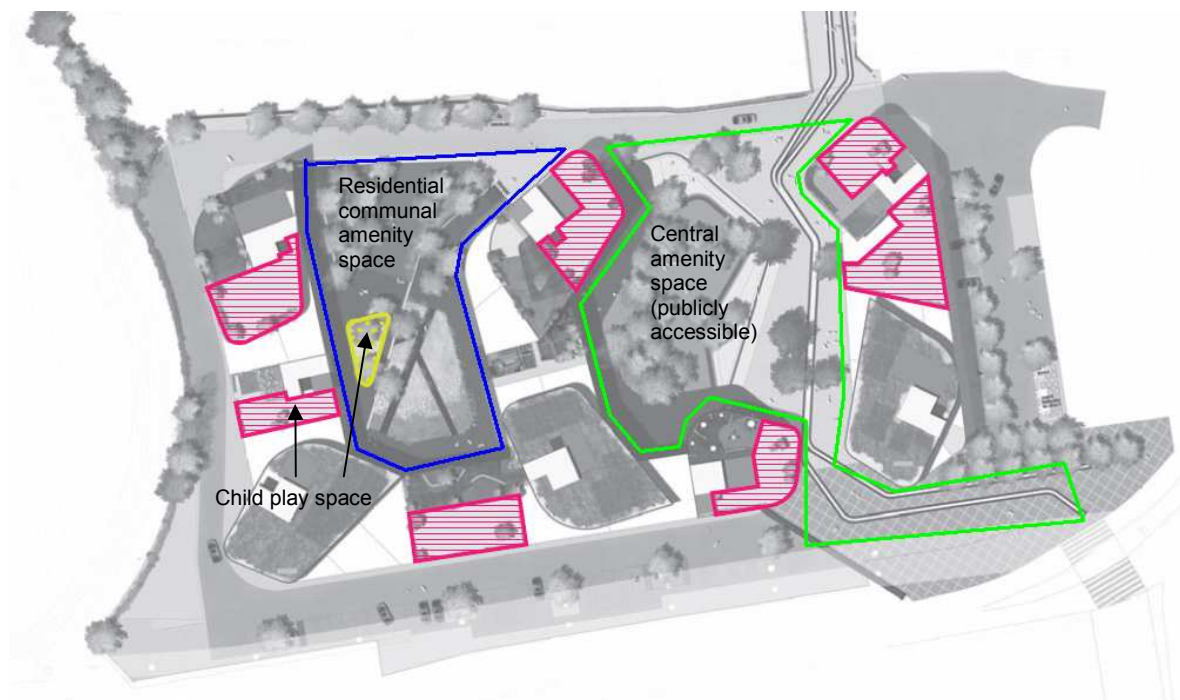 Residential
communal
amenity
space
Central
amenity
space
(publicly
accessible)
Child play space